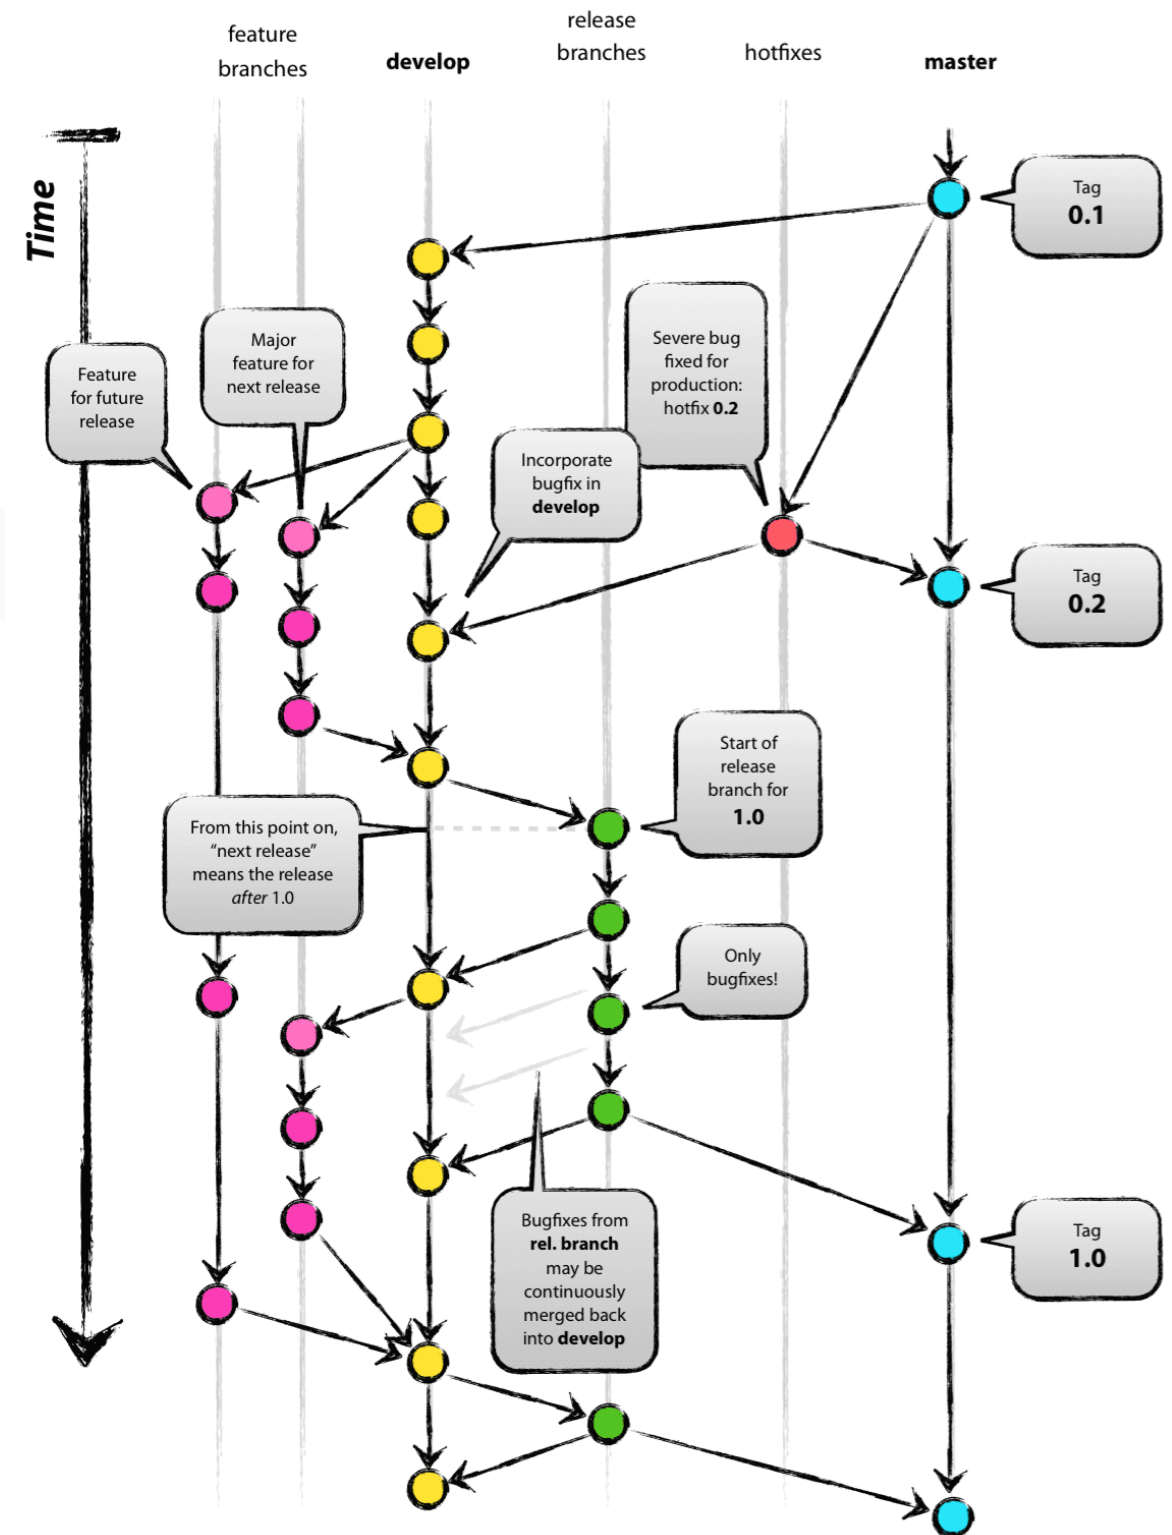 feature
branches
develop
release
branches
hotfixes
master
Time
Tag
0.1
Major
feature for
next release
Feature
for future
release
Severe bug
fixed for
production:
hotfix 0.2
Incorporate
bugfix in
develop
Tag
0.2
Start of
release
branch for
1.0
From this point on,
“next release”
means the release
after 1.0
Only
bugfixes!
Bugfixes from
rel. branch
may be
continuously
merged back
into develop
Tag
1.0